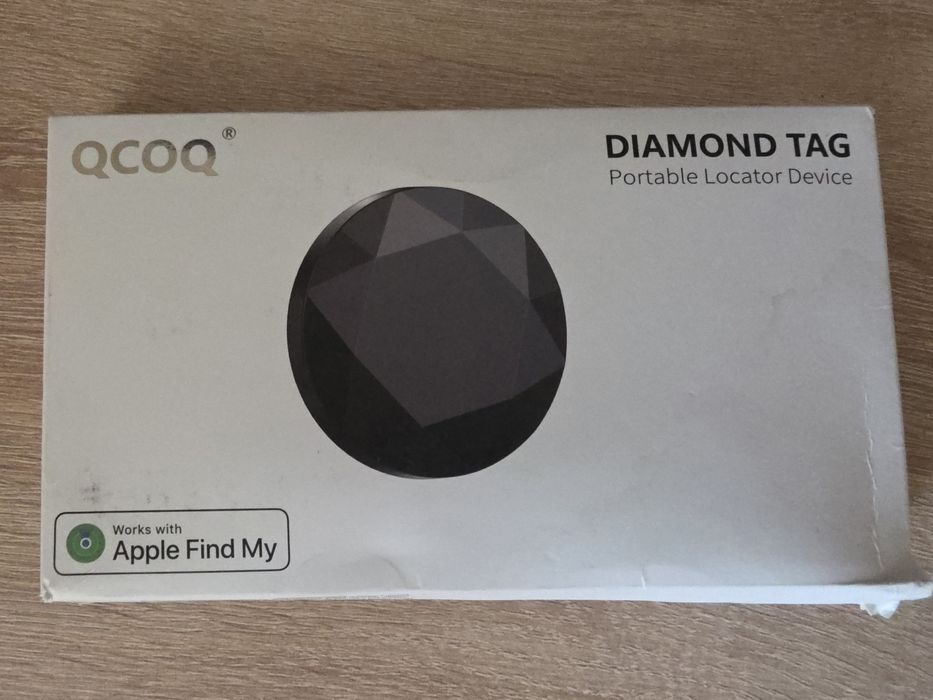 QCOQ®
DIAMOND TAG
Portable Locator Device
Works with
Apple Find My